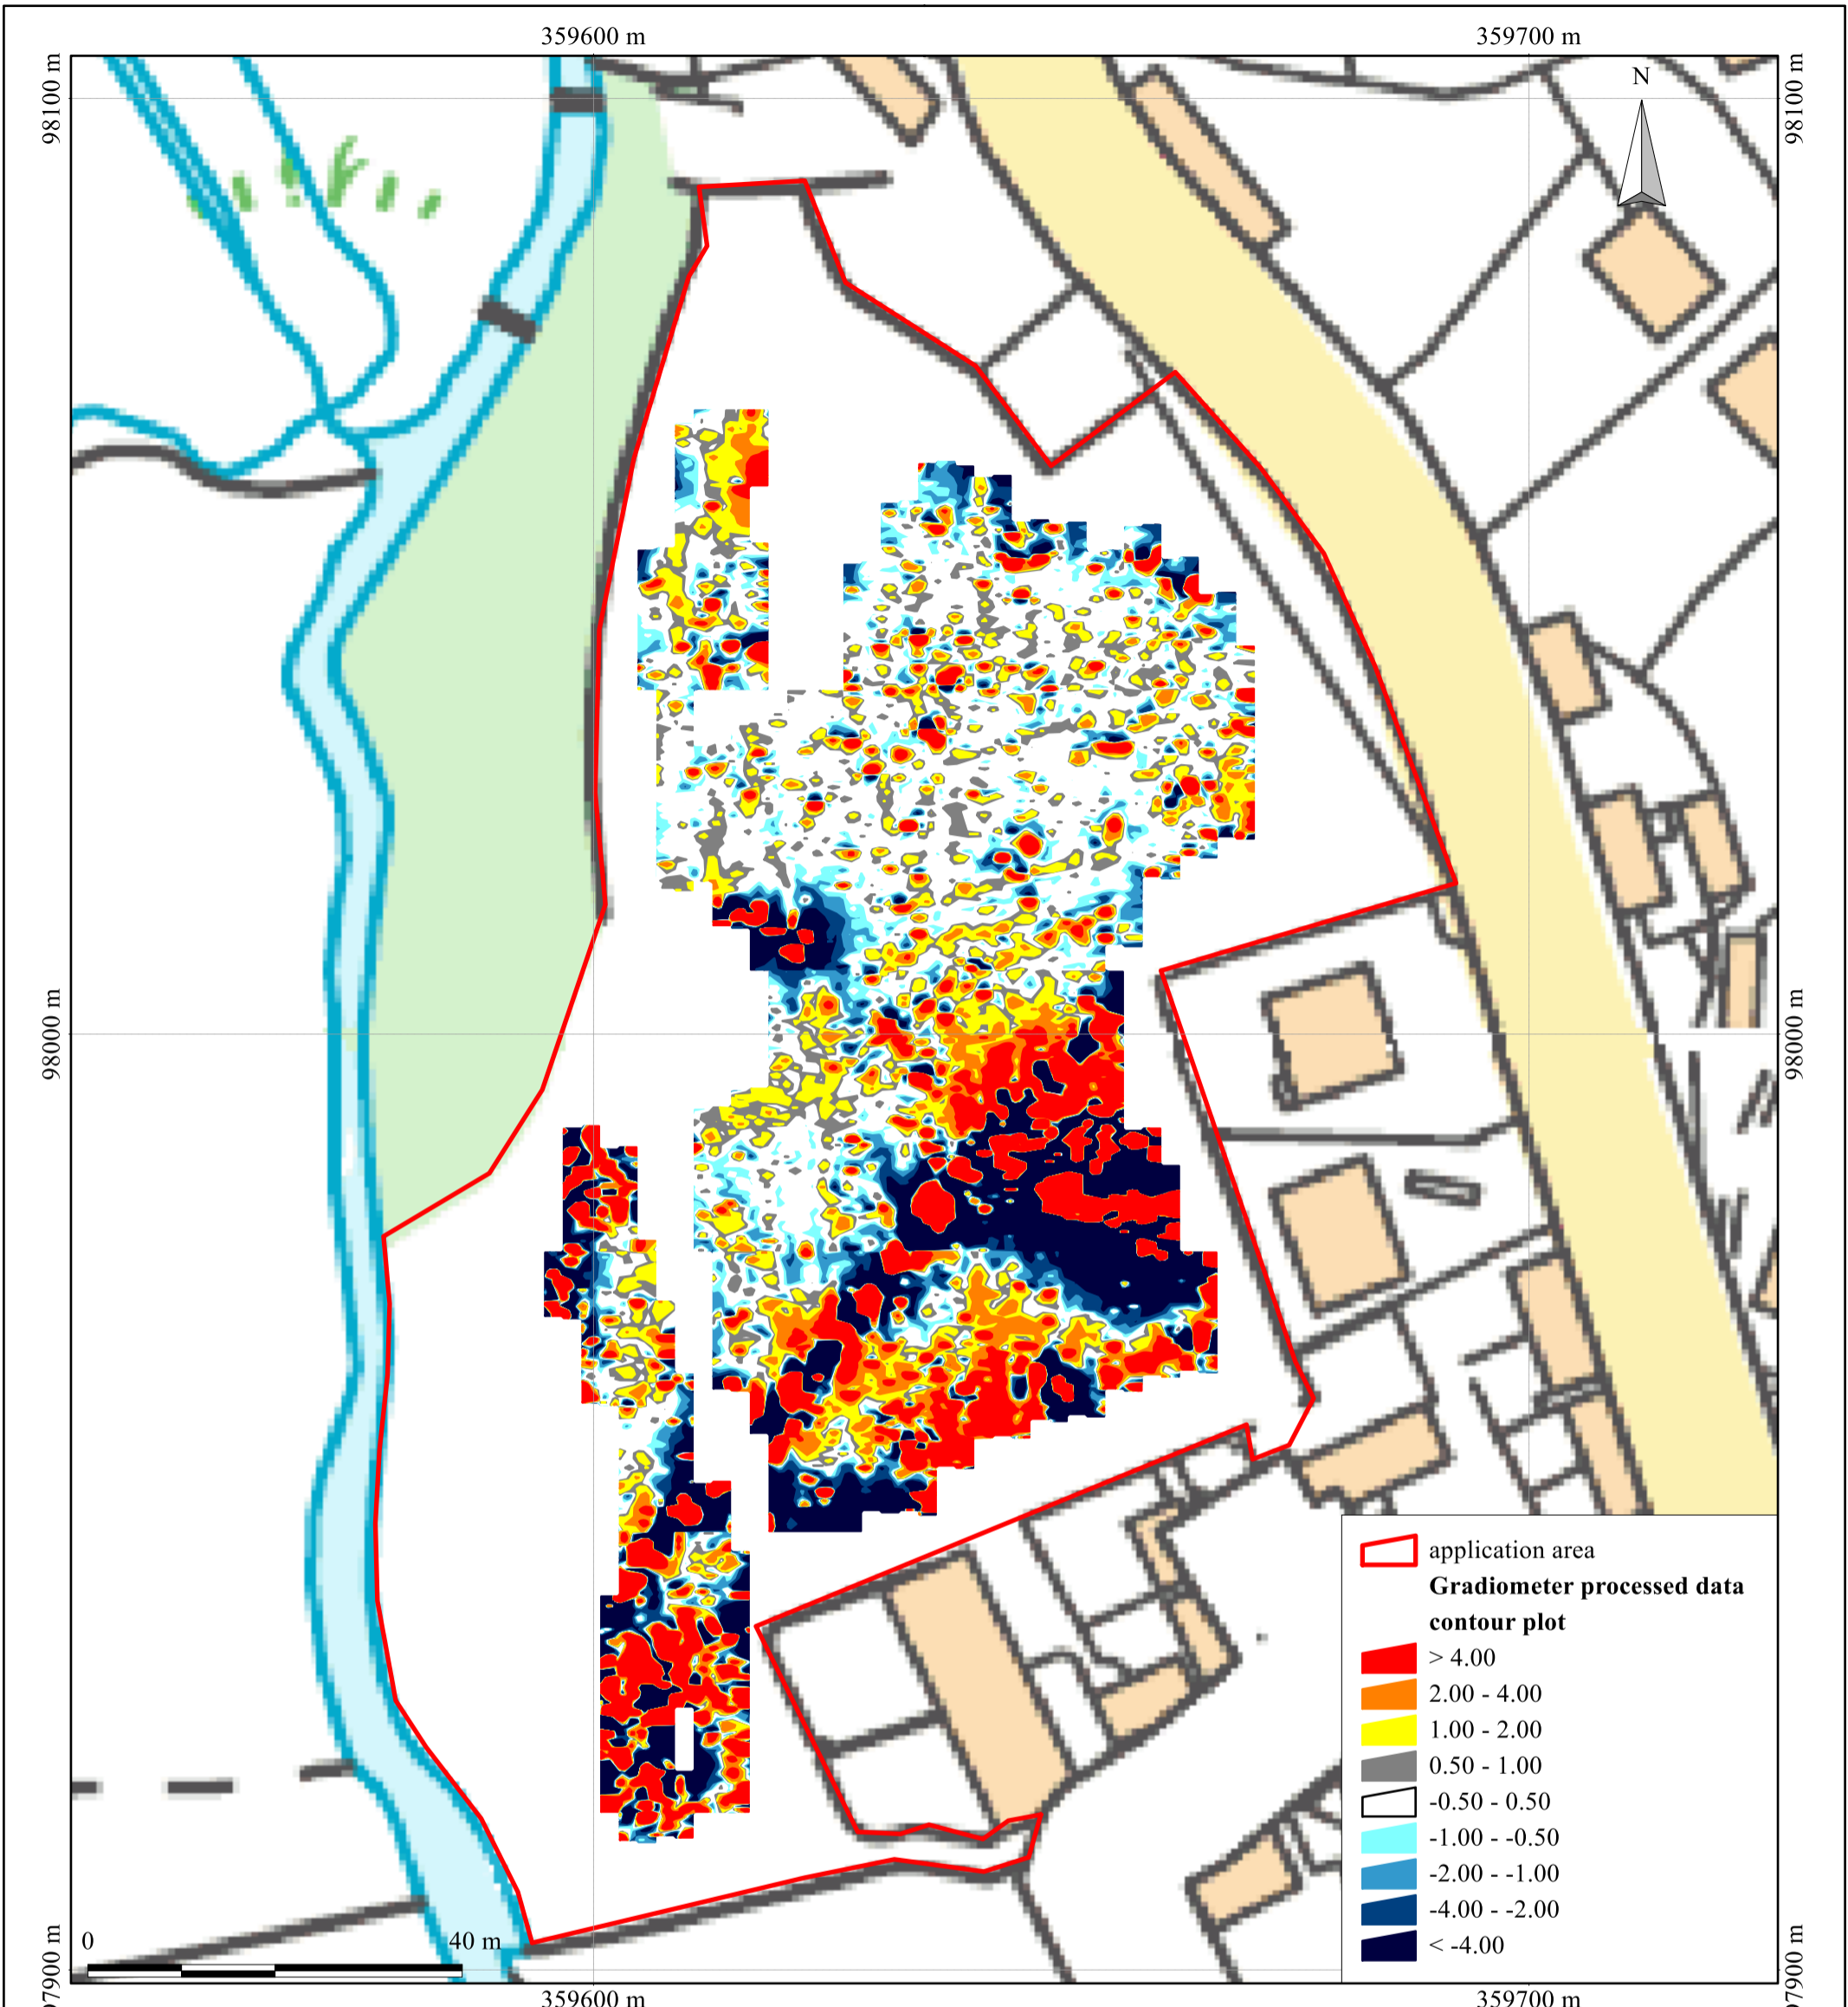 359600 m 359700 m
98100 m 98100 m
N
98000 m 98000 m
application area
Gradiometer processed data
contour plot
> 4.00
2.00 - 4.00
1.00 - 2.00
0.50 - 1.00
-0.50 - 0.50
-1.00 - -0.50
-2.00 - -1.00
-4.00 - -2.00
< -4.00
0 40 m
97900 m 97900 m
359600 m 359700 m